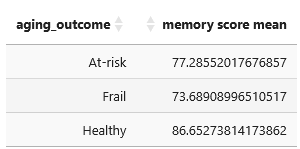 aging_outcome memory score mean
At-risk 77.28552017676857
Frail 73.68908996510517
Healthy 86.65273814173862